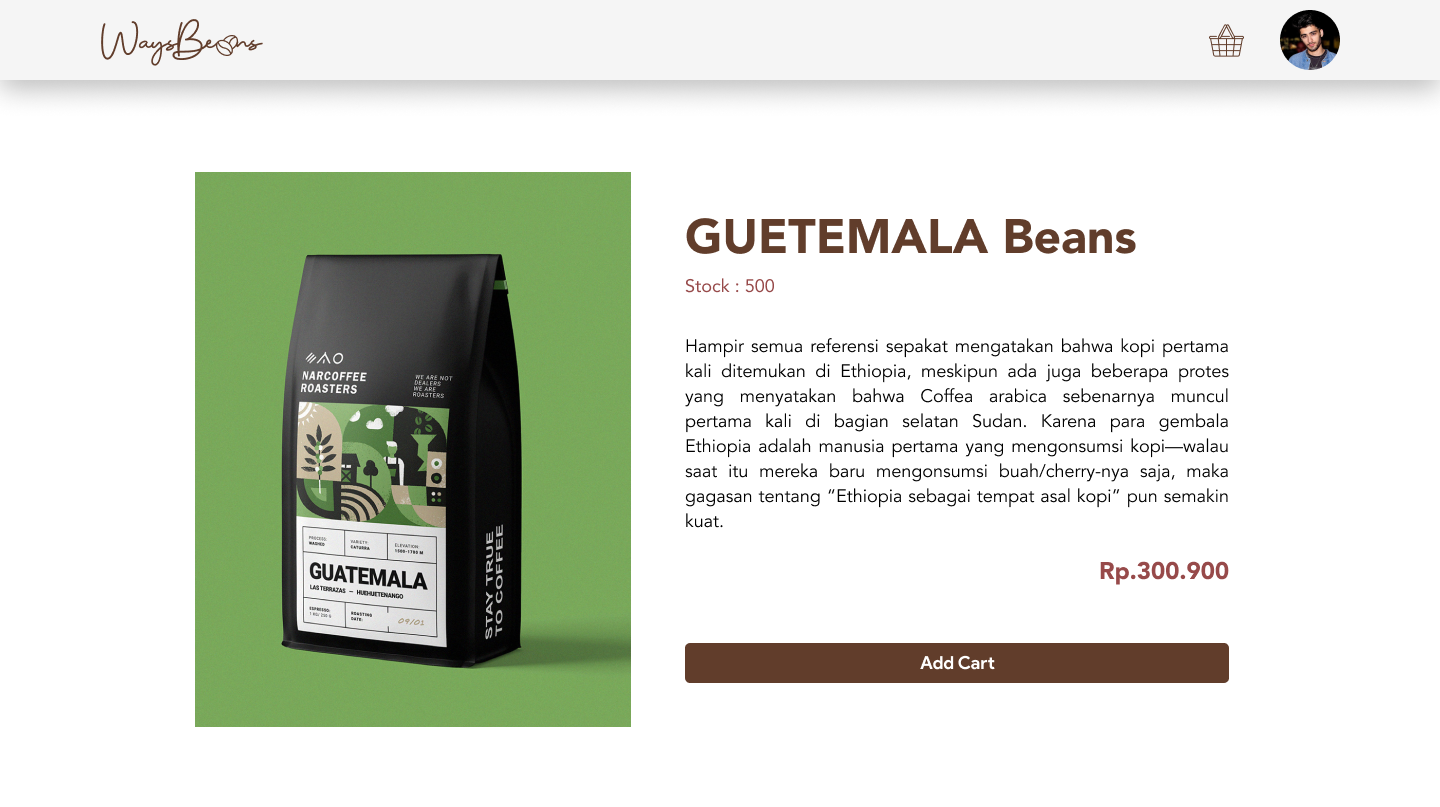 WaysBeans
NARCOFFEE
ROASTERS
WE ARE NOT
DEALERS
WE ARE
ROASTERS
PROCESS:
WASHED
VARIETY:
CATURRA
ELEVATION:
1500-1700 M
GUATEMALA
LAS TERRAZAS – HUEHUETENANGO
ESPRESSO:
1 KG/ 250 G
ROASTING
DATE:
09/01
STAY TRUE
TO COFFEE
GUETEMALA Beans
Stock : 500
Hampir semua referensi sepakat mengatakan bahwa kopi pertama
kali ditemukan di Ethiopia, meskipun ada juga beberapa protes
yang menyatakan bahwa Coffea arabica sebenarnya muncul
pertama kali di bagian selatan Sudan. Karena para gembala
Ethiopia adalah manusia pertama yang mengonsumsi kopi—walau
saat itu mereka baru mengonsumsi buah/cherry-nya saja, maka
gagasan tentang “Ethiopia sebagai tempat asal kopi” pun semakin
kuat.
Rp.300.900
Add Cart